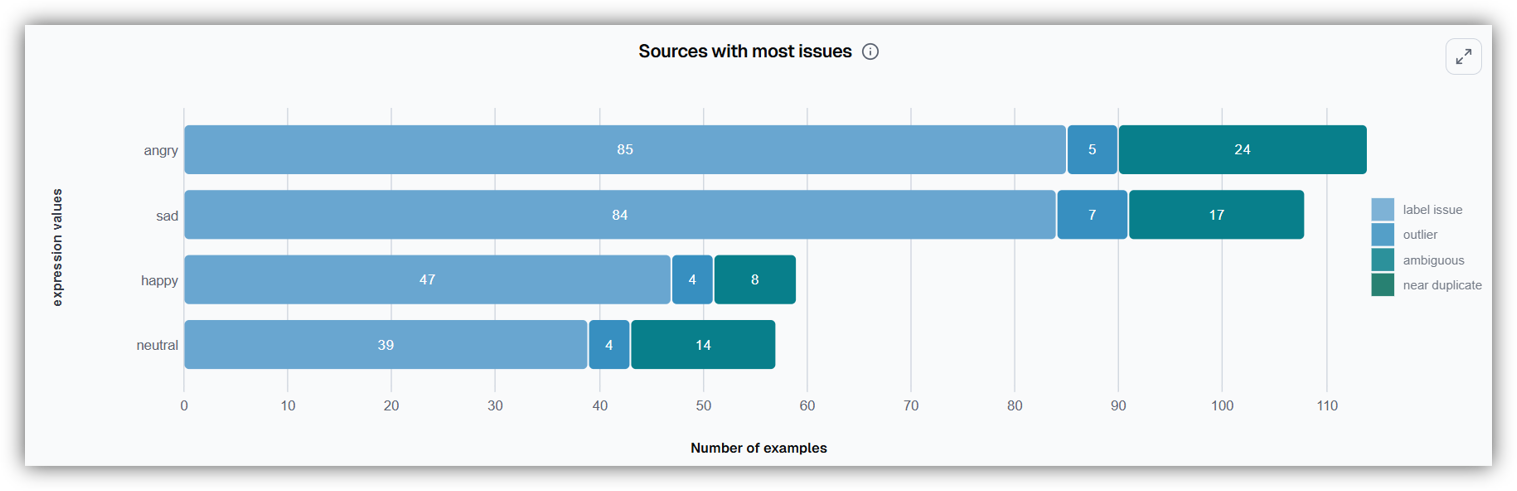 Sources with most issues
angry 85 5 24
sad 84 7 17
happy 47 4 8
neutral 39 4 14
expression values
label issue
outlier
ambiguous
near duplicate
0 10 20 30 40 50 60 70 80 90 100 110
Number of examples